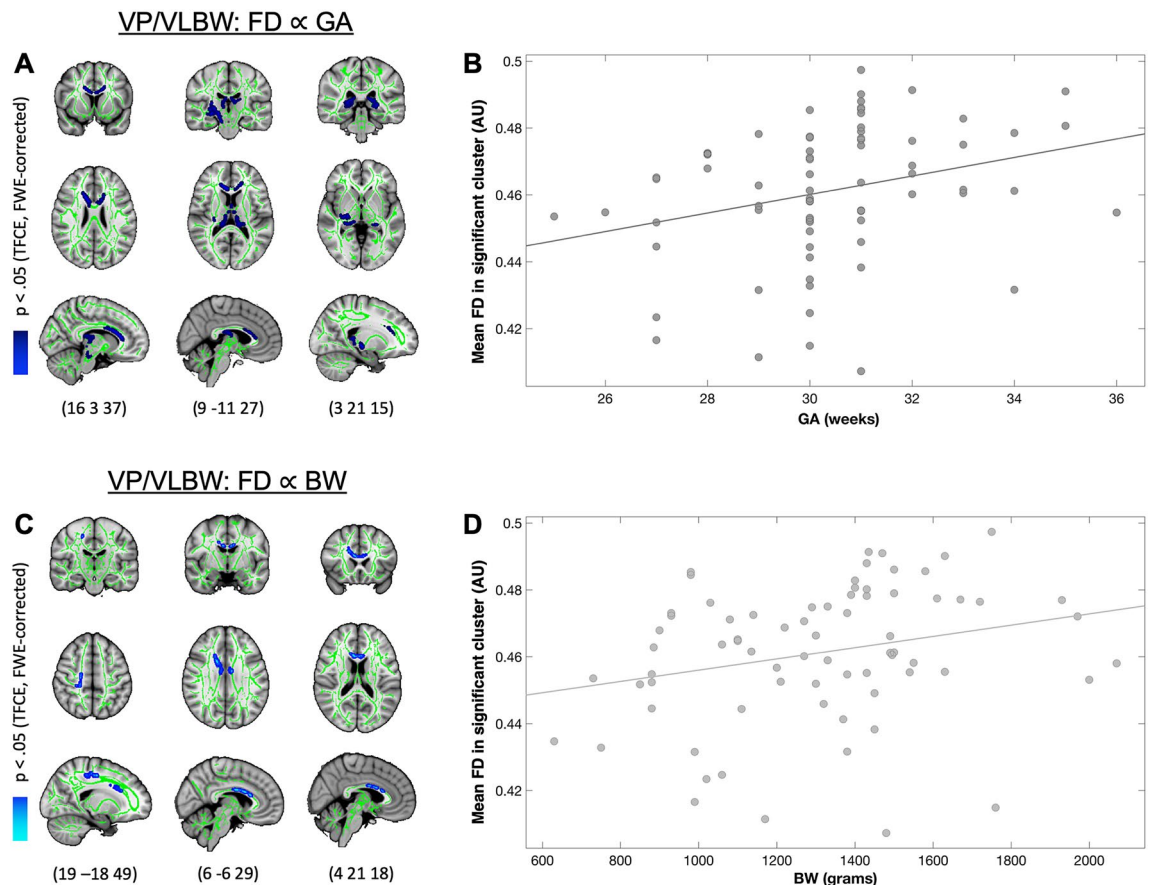 VP/VLBW: FD ∝ GA
A
p < .05 (TFCE, FWE-corrected)
(16 3 37)
(9 -11 27)
(3 21 15)
B
Mean FD in significant cluster (AU)
0.5
0.48
0.46
0.44
0.42
26
28
30
32
34
36
GA (weeks)
VP/VLBW: FD ∝ BW
C
p < .05 (TFCE, FWE-corrected)
(19 –18 49)
(6 -6 29)
(4 21 18)
D
Mean FD in significant cluster (AU)
0.5
0.48
0.46
0.44
0.42
600
800
1000
1200
1400
1600
1800
2000
BW (grams)